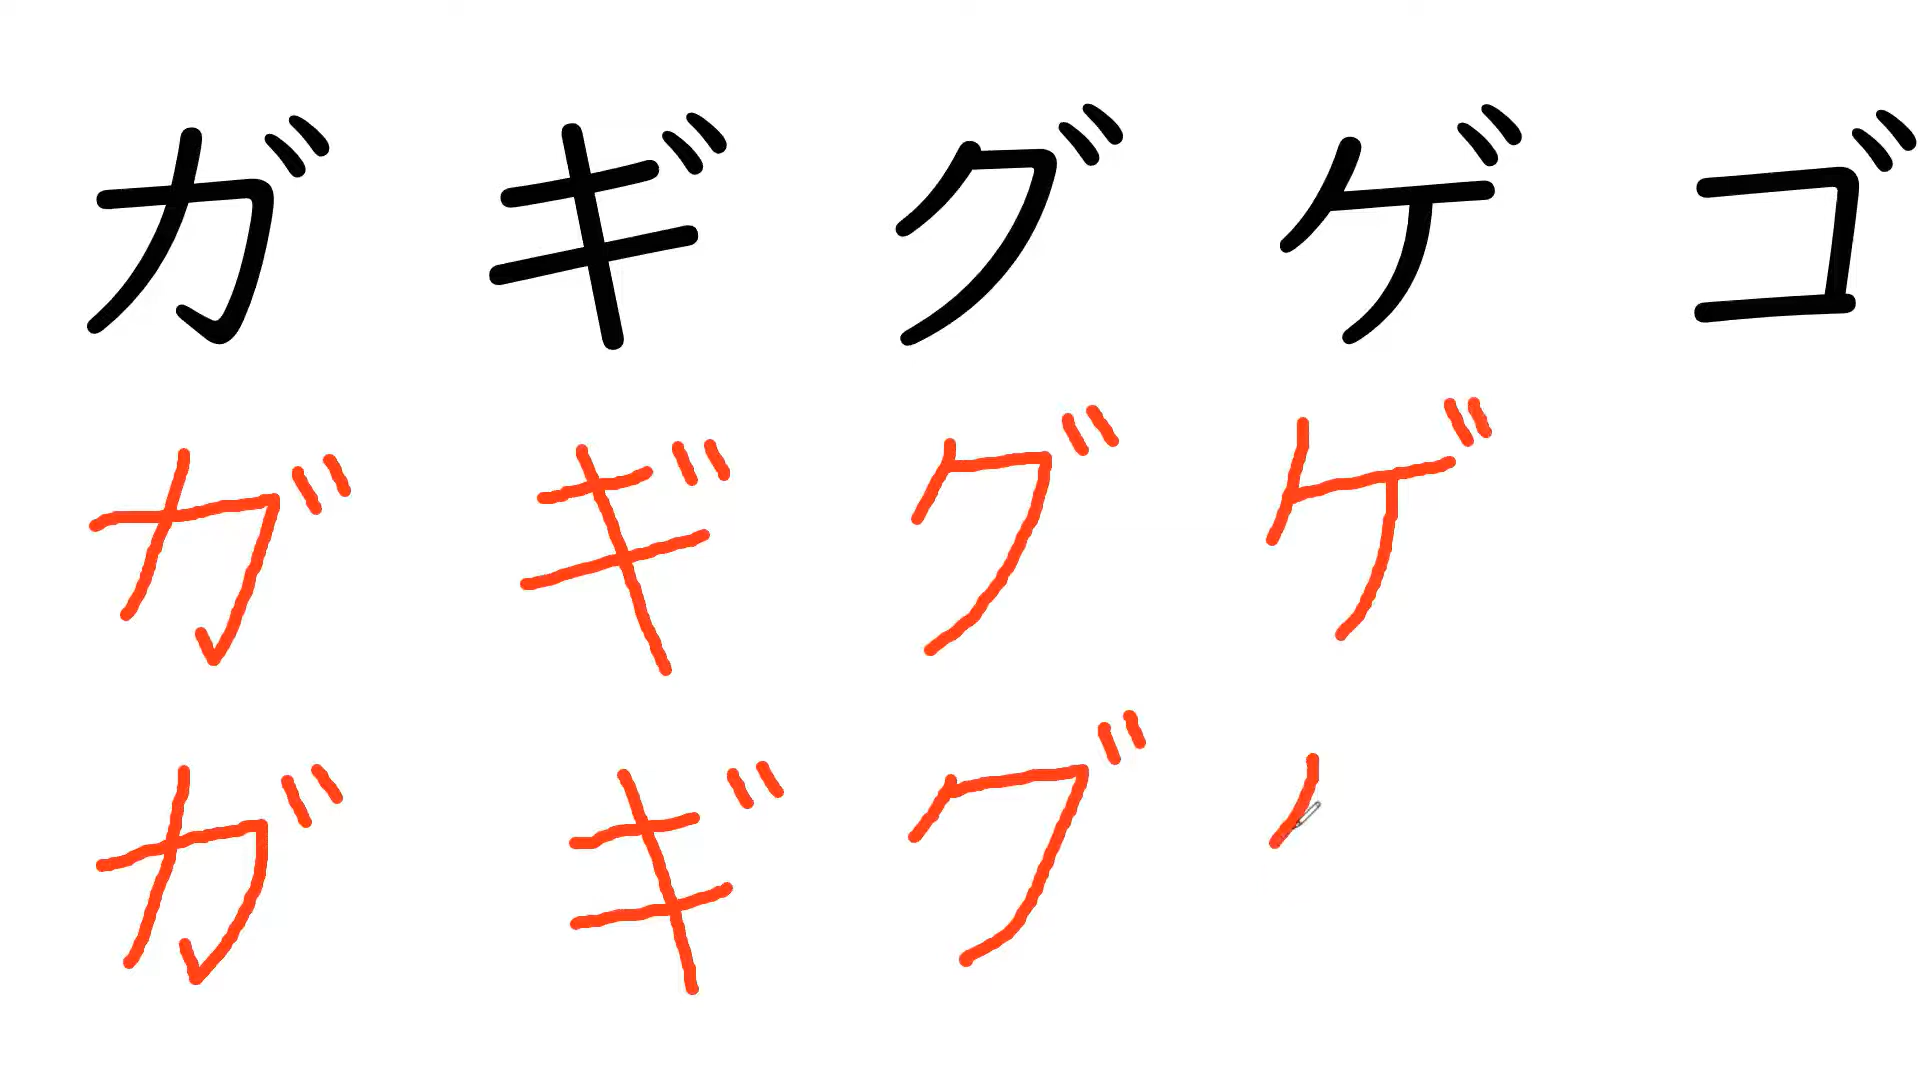 ガ ギ グ ゲ ゴ
ガ ギ グ ゲ
ガ ギ グ